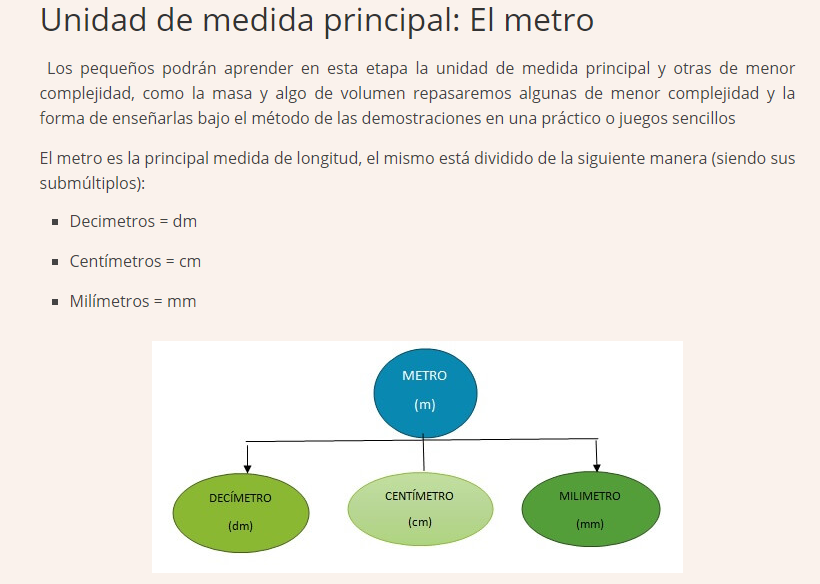 Unidad de medida principal: El metro
Los pequeños podrán aprender en esta etapa la unidad de medida principal y otras de menor
complejidad, como la masa y algo de volumen repasaremos algunas de menor complejidad y la
forma de enseñarlas bajo el método de las demostraciones en una práctico o juegos sencillos
El metro es la principal medida de longitud, el mismo está dividido de la siguiente manera (siendo sus
submúltiplos):
Decimetros = dm
Centímetros = cm
Milímetros = mm
METRO
(m)
DECÍMETRO
(dm)
CENTÍMETRO
(cm)
MILIMETRO
(mm)